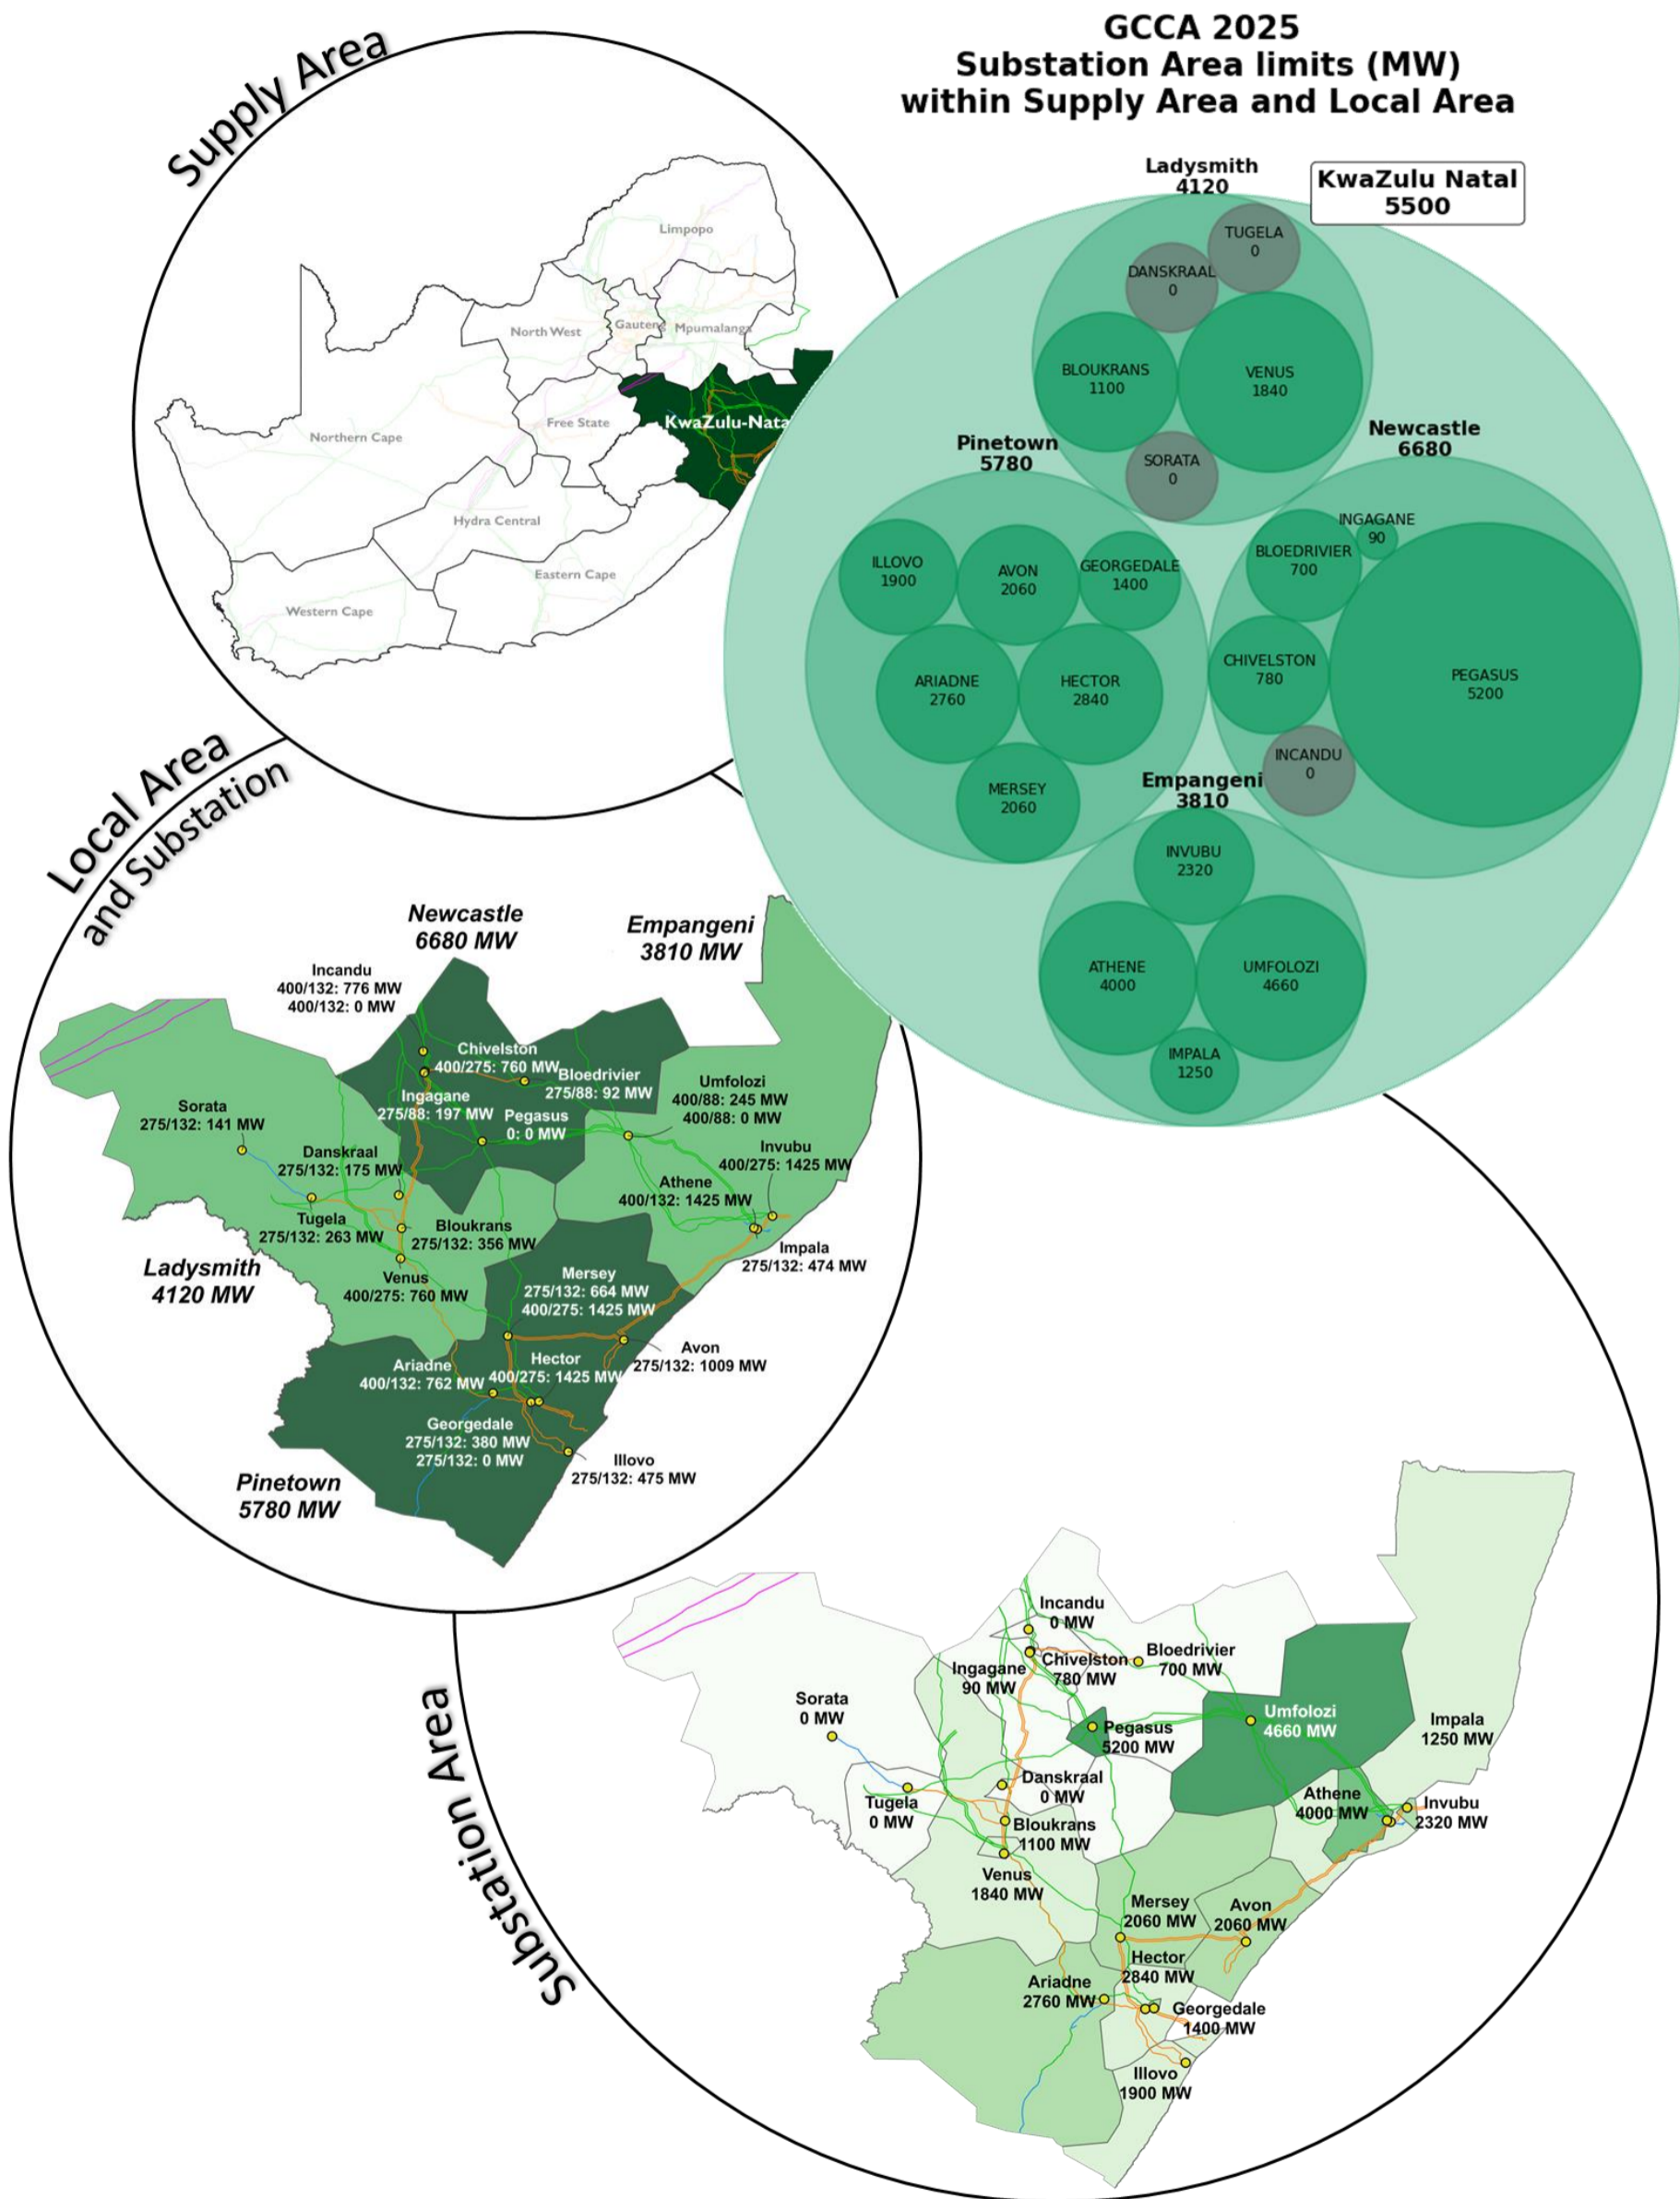 Supply Area
GCCA 2025
Substation Area limits (MW)
within Supply Area and Local Area
Limpopo
North West
Gauteng
Mpumalanga
KwaZulu-Nata
Free State
Northern Cape
Hydra Central
Eastern Cape
Western Cape
KwaZulu Natal
5500
Ladysmith
4120
TUGELA
0
DANSKRAAL
0
BLOUKRANS
1100
VENUS
1840
SORATA
0
Pinetown
5780
ILLOVO
1900
AVON
2060
GEORGEDALE
1400
ARIADNE
2760
HECTOR
2840
MERSEY
2060
Newcastle
6680
INGAGANE
90
BLOEDRIVIER
700
CHIVELSTON
780
PEGASUS
5200
INCANDU
0
Empangeni
3810
INVUBU
2320
ATHENE
4000
UMFOLOZI
4660
IMPALA
1250
Local Area
and Substation
Newcastle
6680 MW
Empangeni
3810 MW
Incandu
400/132: 776 MW
400/132: 0 MW
Chivelston
400/275: 760 MW
Bloedrivier
275/88: 92 MW
Ingagane
275/88: 197 MW
Pegasus
0: 0 MW
Umfolozi
400/88: 245 MW
400/88: 0 MW
Sorata
275/132: 141 MW
Danskraal
275/132: 175 MW
Invubu
400/275: 1425 MW
Athene
400/132: 1425 MW
Tugela
275/132: 263 MW
Bloukrans
275/132: 356 MW
Impala
275/132: 474 MW
Ladysmith
4120 MW
Venus
400/275: 760 MW
Mersey
275/132: 664 MW
400/275: 1425 MW
Avon
275/132: 1009 MW
Ariadne
400/132: 762 MW
Hector
400/275: 1425 MW
Georgedale
275/132: 380 MW
275/132: 0 MW
Illovo
275/132: 475 MW
Pinetown
5780 MW
Substation Area
Incandu
0 MW
Bloedrivier
700 MW
Chivelston
780 MW
Ingagane
90 MW
Sorata
0 MW
Pegasus
5200 MW
Umfolozi
4660 MW
Impala
1250 MW
Danskraal
0 MW
Tugela
0 MW
Athene
4000 MW
Invubu
2320 MW
Bloukrans
1100 MW
Venus
1840 MW
Mersey
2060 MW
Avon
2060 MW
Hector
2840 MW
Ariadne
2760 MW
Georgedale
1400 MW
Illovo
1900 MW